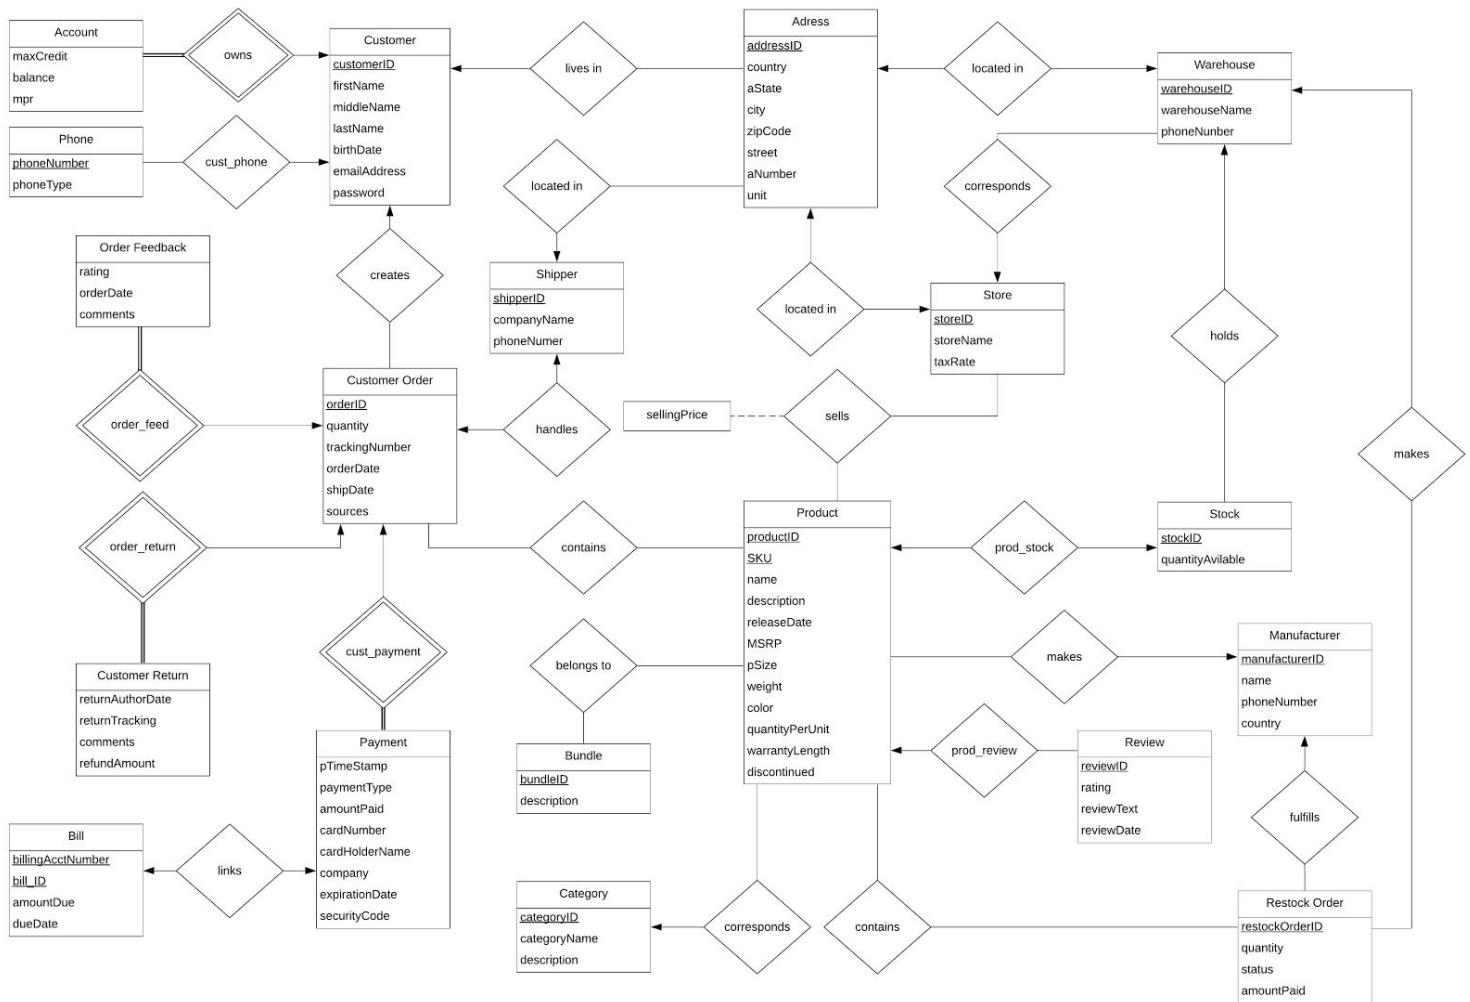 Account
maxCredit
balance
mpr
owns
Customer
customerID
firstName
middleName
lastName
birthDate
emailAddress
password
lives in
Adress
addressID
country
aState
city
zipCode
street
aNumber
unit
located in
Warehouse
warehouseID
warehouseName
phoneNunber
Phone
phoneNumber
phoneType
cust_phone
located in
corresponds
Order Feedback
rating
orderDate
comments
creates
Shipper
shipperID
companyName
phoneNumer
located in
Store
storeID
storeName
taxRate
holds
order_feed
Customer Order
orderID
quantity
trackingNumber
orderDate
shipDate
sources
handles
sellingPrice
sells
makes
order_return
contains
Product
productID
SKU
name
description
releaseDate
MSRP
pSize
weight
color
quantityPerUnit
warrantyLength
discontinued
prod_stock
Stock
stockID
quantityAvilable
Customer Return
returnAuthorDate
returnTracking
comments
refundAmount
cust_payment
belongs to
makes
Manufacturer
manufacturerID
name
phoneNumber
country
Payment
pTimeStamp
paymentType
amountPaid
cardNumber
cardHolderName
company
expirationDate
securityCode
Bundle
bundleID
description
prod_review
Review
reviewID
rating
reviewText
reviewDate
fulfills
Bill
billingAcctNumber
bill_ID
amountDue
dueDate
links
Category
categoryID
categoryName
description
corresponds
contains
Restock Order
restockOrderID
quantity
status
amountPaid